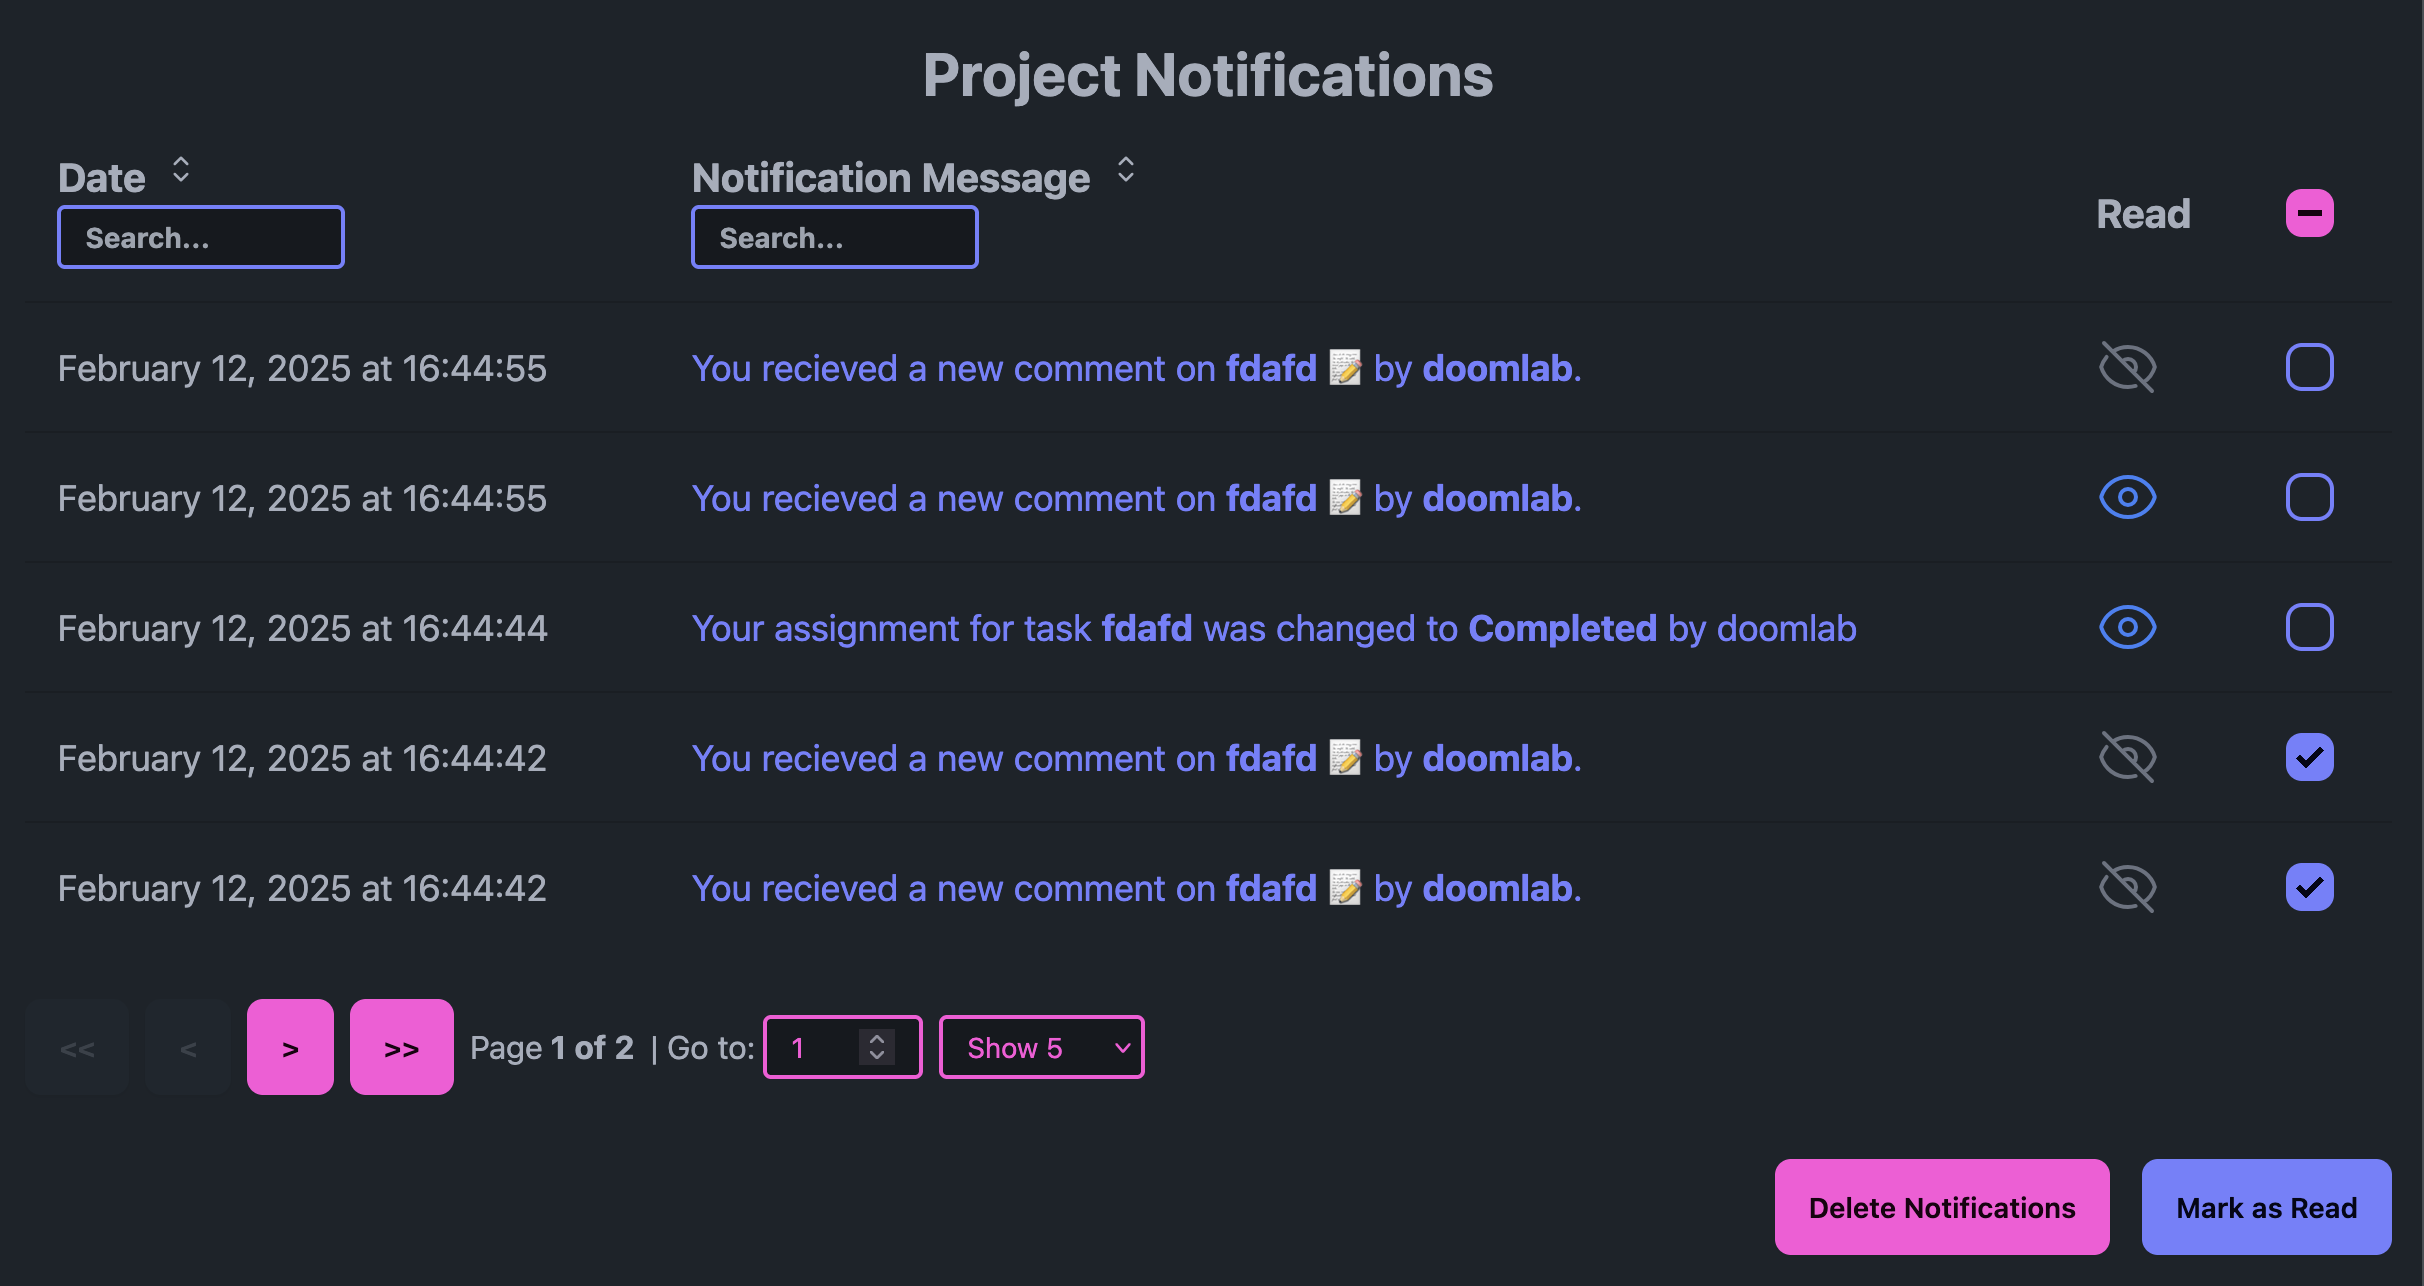 Project Notifications
Date
Notification Message
Read
Search...
Search...
February 12, 2025 at 16:44:55 You recieved a new comment on fdafd 📝 by doomlab.
February 12, 2025 at 16:44:55 You recieved a new comment on fdafd 📝 by doomlab.
February 12, 2025 at 16:44:44 Your assignment for task fdafd was changed to Completed by doomlab
February 12, 2025 at 16:44:42 You recieved a new comment on fdafd 📝 by doomlab.
February 12, 2025 at 16:44:42 You recieved a new comment on fdafd 📝 by doomlab.
<< < > >> Page 1 of 2 | Go to: 1 Show 5
Delete Notifications Mark as Read